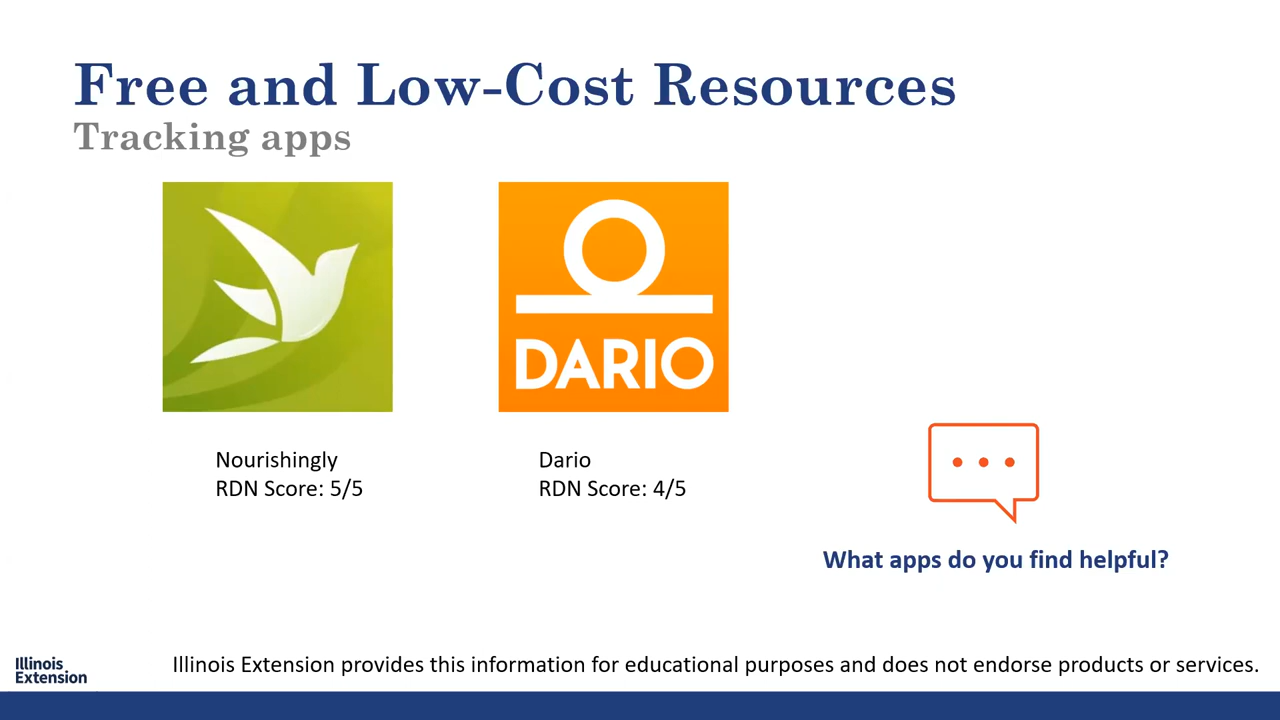 Free and Low-Cost Resources
Tracking apps
DARIO
Nourishingly
RDN Score: 5/5
Dario
RDN Score: 4/5
What apps do you find helpful?
Illinois
Extension
Illinois Extension provides this information for educational purposes and does not endorse products or services.